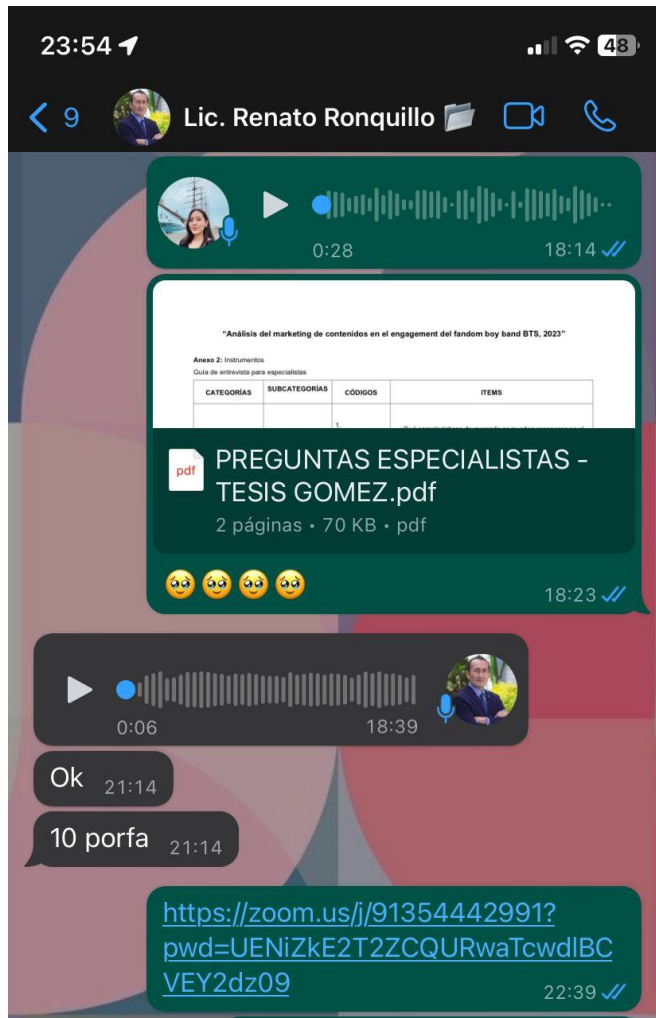 23:54
48
9
Lic. Renato Ronquillo
0:28
18:14
“Análisis del marketing de contenidos en el engagement del fandom boy band BTS, 2023”
Anexo 2: Instrumentos
Guía de entrevista para especialistas
CATEGORÍAS SUBCATEGORÍAS CÓDIGOS ITEMS
1.
pdf
PREGUNTAS ESPECIALISTAS -
TESIS GOMEZ.pdf
2 páginas • 70 KB • pdf
18:23
0:06
18:39
Ok 21:14
10 porfa 21:14
https://zoom.us/j/91354442991?
pwd=UENiZkE2T2ZCQURwaTcwdlBC
VEY2dz09
22:39